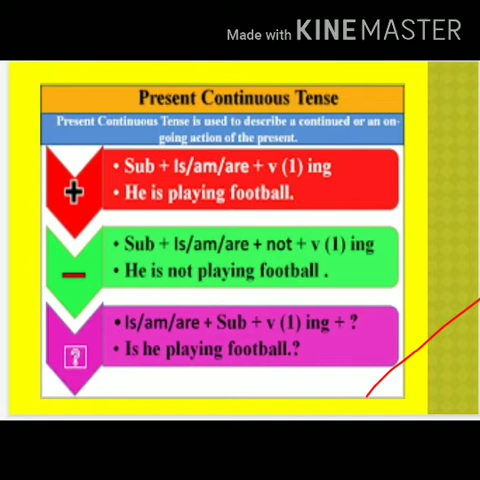 Made with KINEMASTER
Present Continuous Tense
Present Continuous Tense is used to describe a continued or an on-
going action of the present.
+
• Sub + Is/am/are + v (1) ing
• He is playing football.
−
• Sub + Is/am/are + not + v (1) ing
• He is not playing football .
?
• Is/am/are + Sub + v (1) ing + ?
• Is he playing football.?